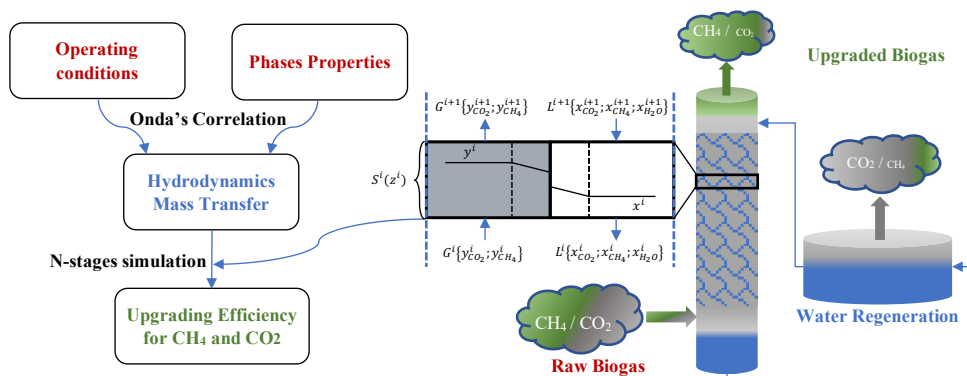 Operating
conditions
Phases Properties
Onda's Correlation
Hydrodynamics
Mass Transfer
N-stages simulation
Upgrading Efficiency
for CH₄ and CO2
G^{i+1}{y_{CO_2}^{i+1}; y_{CH_4}^{i+1}}
L^{i+1}{x_{CO_2}^{i+1}; x_{CH_4}^{i+1}; x_{H_2O}^{i+1}}
y^i
S^i(z^i)
x^i
G^i{y_{CO_2}^i; y_{CH_4}^i}
L^i{x_{CO_2}^i; x_{CH_4}^i; x_{H_2O}^i}
CH4 / CO2
Upgraded Biogas
CO2 / CH4
Water Regeneration
CH4 / CO2
Raw Biogas